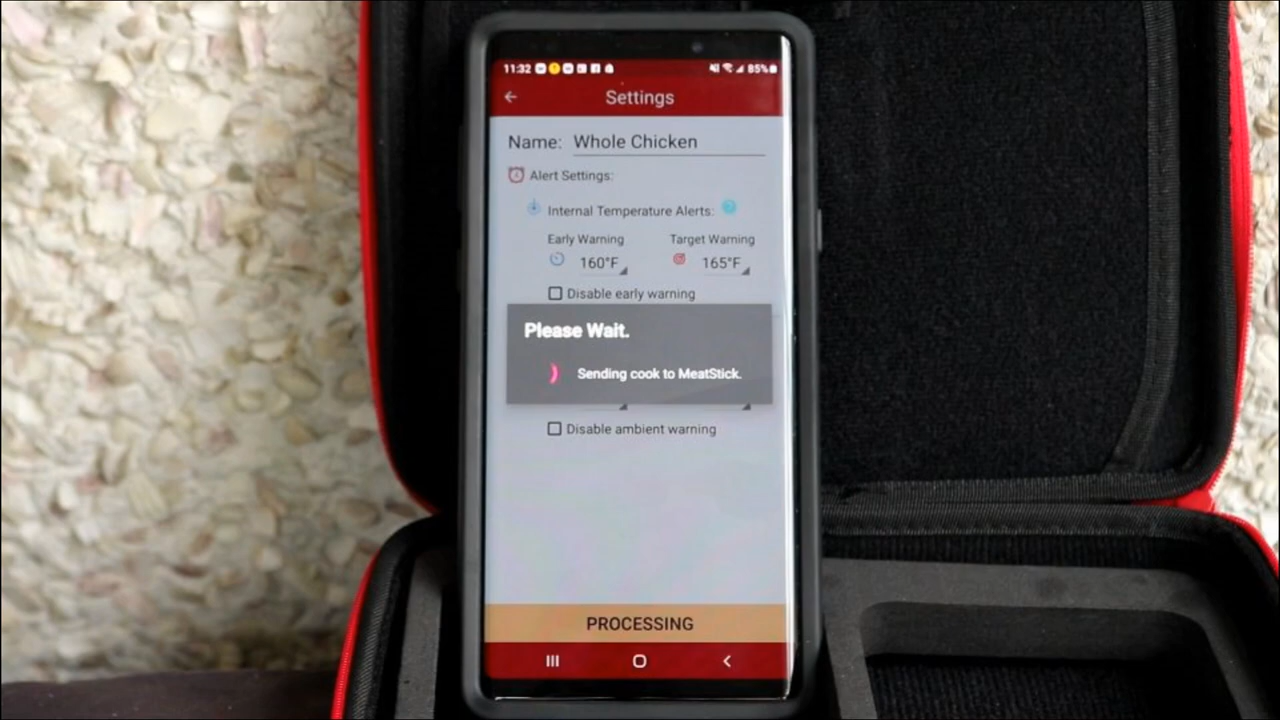 11:32 85%
Settings
Name: Whole Chicken
Alert Settings:
Internal Temperature Alerts: ?
Early Warning Target Warning
160°F 165°F
Disable early warning
Please Wait.
Sending cook to MeatStick.
Disable ambient warning
PROCESSING